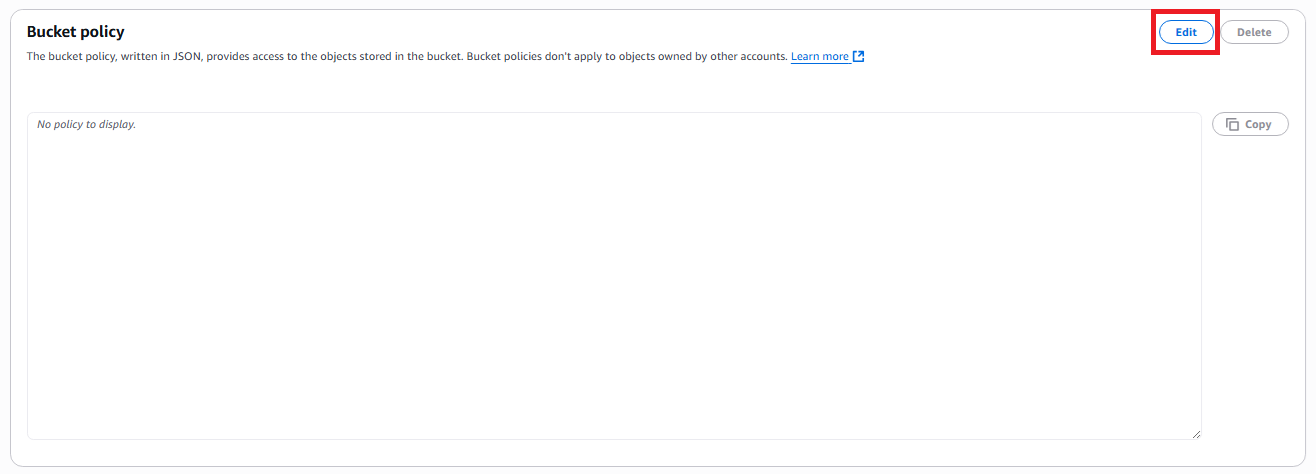 Bucket policy
Edit
Delete
The bucket policy, written in JSON, provides access to the objects stored in the bucket. Bucket policies don't apply to objects owned by other accounts. Learn more
No policy to display.
Copy